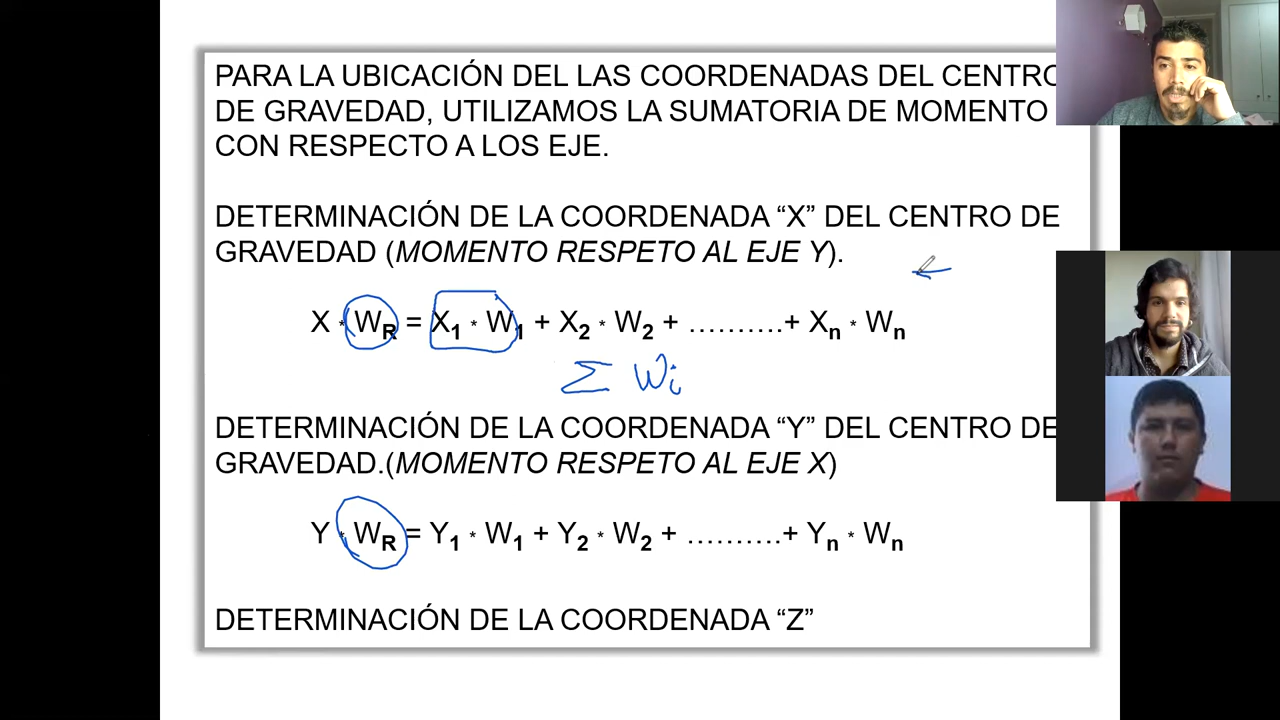 PARA LA UBICACIÓN DEL LAS COORDENADAS DEL CENTRO
DE GRAVEDAD, UTILIZAMOS LA SUMATORIA DE MOMENTO
CON RESPECTO A LOS EJE.
DETERMINACIÓN DE LA COORDENADA “X” DEL CENTRO DE
GRAVEDAD (MOMENTO RESPETO AL EJE Y).
X * WR = X1 * W1 + X2 * W2 + ……….+ Xn * Wn
Σ Wi
DETERMINACIÓN DE LA COORDENADA “Y” DEL CENTRO DE
GRAVEDAD.(MOMENTO RESPETO AL EJE X)
Y * WR = Y1 * W1 + Y2 * W2 + ……….+ Yn * Wn
DETERMINACIÓN DE LA COORDENADA “Z”